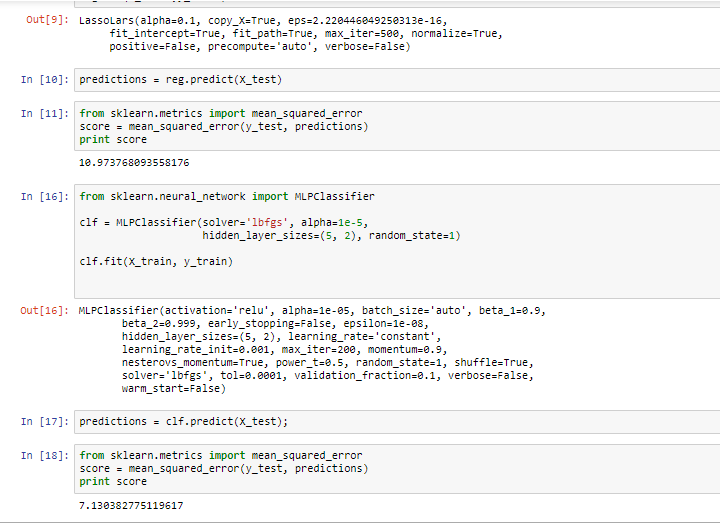 Out[9]: LassoLars(alpha=0.1, copy_X=True, eps=2.220446049250313e-16,
fit_intercept=True, fit_path=True, max_iter=500, normalize=True,
positive=False, precompute='auto', verbose=False)
In [10]: predictions = reg.predict(X_test)
In [11]: from sklearn.metrics import mean_squared_error
score = mean_squared_error(y_test, predictions)
print score
10.973768093558176
In [16]: from sklearn.neural_network import MLPClassifier
clf = MLPClassifier(solver='lbfgs', alpha=1e-5,
hidden_layer_sizes=(5, 2), random_state=1)
clf.fit(X_train, y_train)
Out[16]: MLPClassifier(activation='relu', alpha=1e-05, batch_size='auto', beta_1=0.9,
beta_2=0.999, early_stopping=False, epsilon=1e-08,
hidden_layer_sizes=(5, 2), learning_rate='constant',
learning_rate_init=0.001, max_iter=200, momentum=0.9,
nesterovs_momentum=True, power_t=0.5, random_state=1, shuffle=True,
solver='lbfgs', tol=0.0001, validation_fraction=0.1, verbose=False,
warm_start=False)
In [17]: predictions = clf.predict(X_test);
In [18]: from sklearn.metrics import mean_squared_error
score = mean_squared_error(y_test, predictions)
print score
7.130382775119617